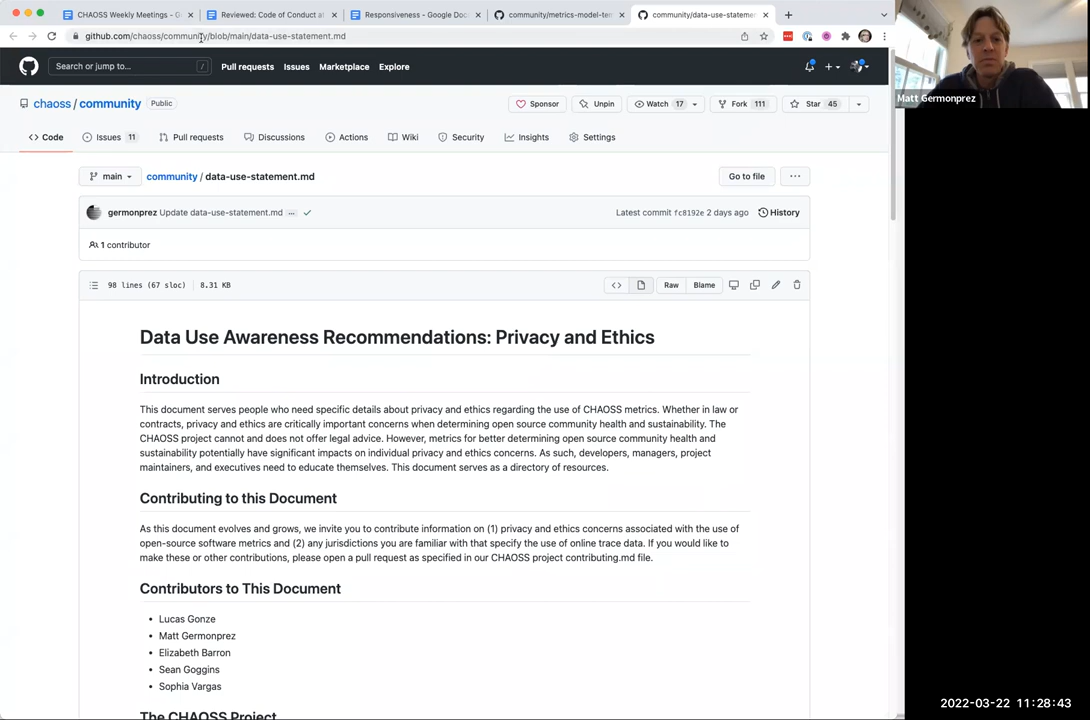 CHAOSS Weekly Meetings - G
Reviewed: Code of Conduct a
Responsiveness - Google Doc
community/metrics-model-te
community/data-use-stateme
github.com/chaoss/community/blob/main/data-use-statement.md
Search or jump to...
/
Pull requests
Issues
Marketplace
Explore
Matt Germonprez
chaoss / community
Public
Sponsor
Unpin
Watch 17
Fork 111
Star 45
Code
Issues 11
Pull requests
Discussions
Actions
Wiki
Security
Insights
Settings
main
community / data-use-statement.md
Go to file
germonprez Update data-use-statement.md
Latest commit fc8192e 2 days ago
History
1 contributor
98 lines (67 sloc) 8.31 KB
Raw
Blame
Data Use Awareness Recommendations: Privacy and Ethics
Introduction
This document serves people who need specific details about privacy and ethics regarding the use of CHAOSS metrics. Whether in law or
contracts, privacy and ethics are critically important concerns when determining open source community health and sustainability. The
CHAOSS project cannot and does not offer legal advice. However, metrics for better determining open source community health and
sustainability potentially have significant impacts on individual privacy and ethics concerns. As such, developers, managers, project
maintainers, and executives need to educate themselves. This document serves as a directory of resources.
Contributing to this Document
As this document evolves and grows, we invite you to contribute information on (1) privacy and ethics concerns associated with the use of
open-source software metrics and (2) any jurisdictions you are familiar with that specify the use of online trace data. If you would like to
make these or other contributions, please open a pull request as specified in our CHAOSS project contributing.md file.
Contributors to This Document
• Lucas Gonze
• Matt Germonprez
• Elizabeth Barron
• Sean Goggins
• Sophia Vargas
The CHAOSS Project
2022-03-22 11:28:43